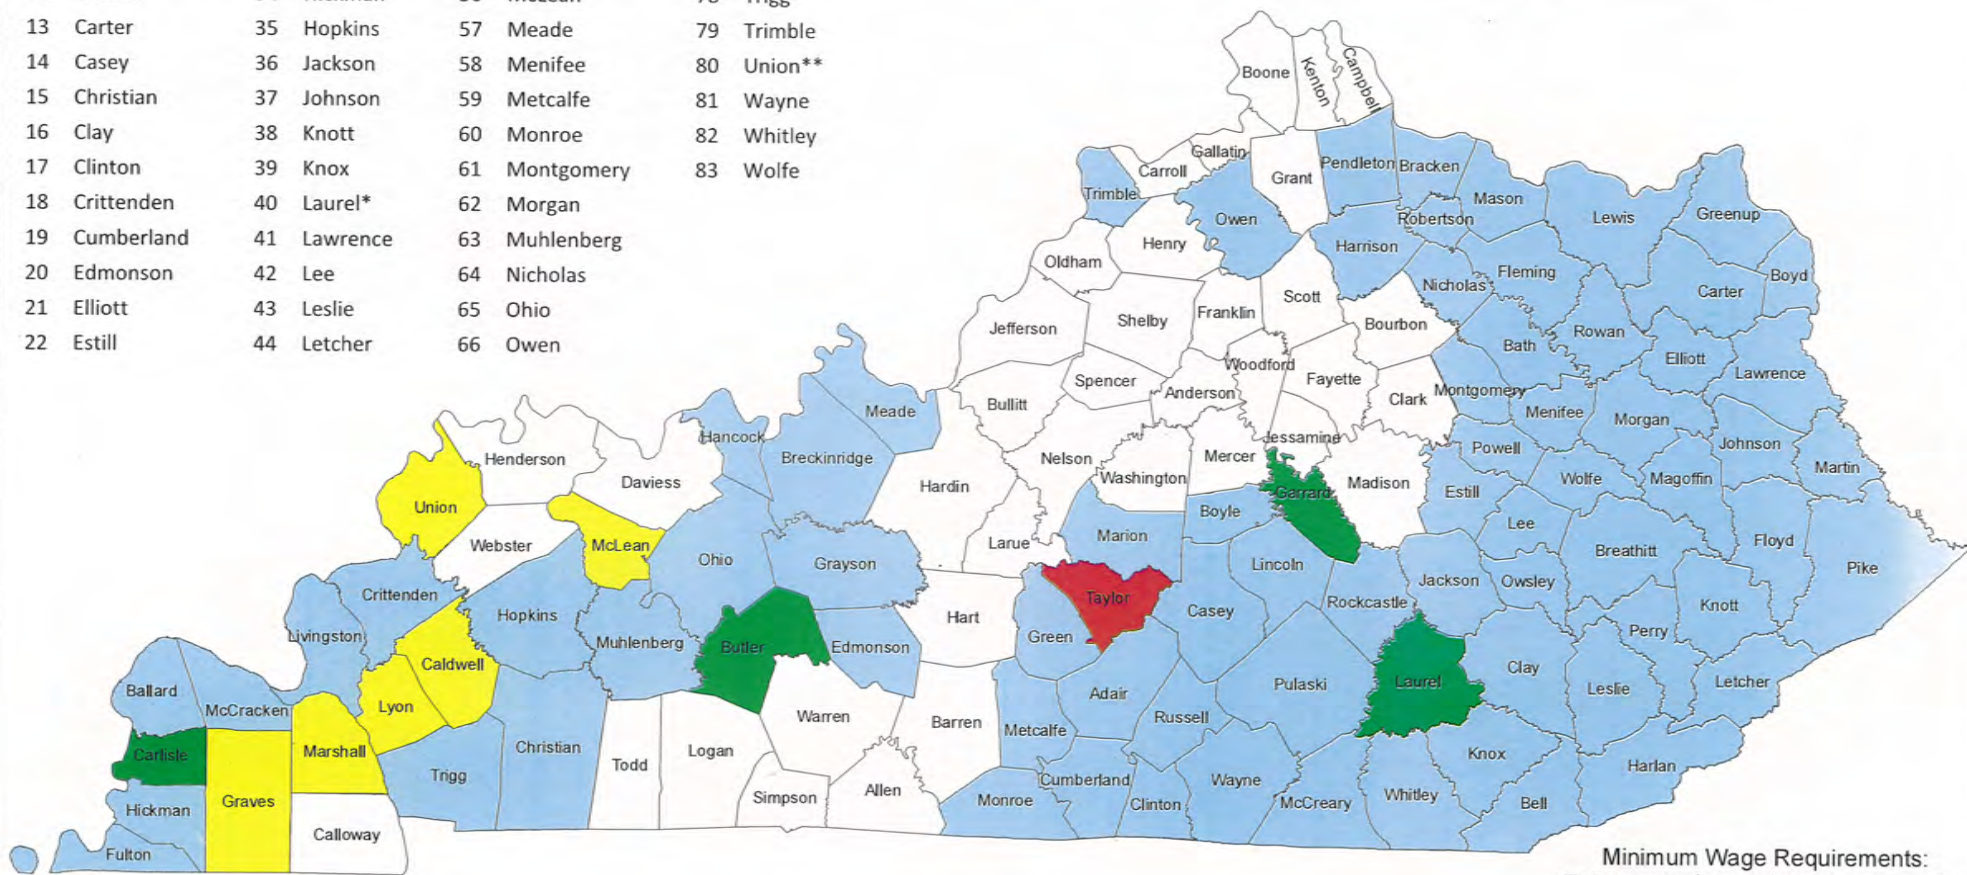 13 Carter 35 Hopkins 57 Meade 79 Trimble
14 Casey 36 Jackson 58 Menifee 80 Union**
15 Christian 37 Johnson 59 Metcalfe 81 Wayne
16 Clay 38 Knott 60 Monroe 82 Whitley
17 Clinton 39 Knox 61 Montgomery 83 Wolfe
18 Crittenden 40 Laurel* 62 Morgan
19 Cumberland 41 Lawrence 63 Muhlenberg
20 Edmonson 42 Lee 64 Nicholas
21 Elliott 43 Leslie 65 Ohio
22 Estill 44 Letcher 66 Owen
Boone
Kenton
Campbell
Gallatin
Carroll
Grant
Pendleton
Bracken
Trimble
Owen
Mason
Robertson
Lewis
Greenup
Henry
Harrison
Oldham
Fleming
Boyd
Nicholas
Carter
Scott
Franklin
Shelby
Jefferson
Bourbon
Rowan
Bath
Elliott
Woodford
Fayette
Lawrence
Spencer
Anderson
Clark
Montgomery
Bullitt
Menifee
Morgan
Meade
Hancock
Jessamine
Johnson
Powell
Breckinridge
Henderson
Nelson
Mercer
Martin
Washington
Daviess
Hardin
Madison
Garrard
Estill
Wolfe
Magoffin
Union
Boyle
Lee
Marion
Webster
McLean
Larue
Breathitt
Floyd
Ohio
Grayson
Lincoln
Pike
Jackson
Owsley
Crittenden
Taylor
Rockcastle
Casey
Knott
Hopkins
Hart
Livingston
Muhlenberg
Green
Perry
Butler
Edmonson
Caldwell
Clay
Laurel
Letcher
Pulaski
Leslie
Ballard
Adair
Lyon
McCracken
Warren
Russell
Barren
Metcalfe
Christian
Marshall
Carlisle
Logan
Todd
Knox
Harlan
Trigg
Cumberland
Wayne
Allen
Simpson
Whitley
Graves
Monroe
McCreary
Clinton
Bell
Hickman
Calloway
Fulton
Minimum Wage Requirements: